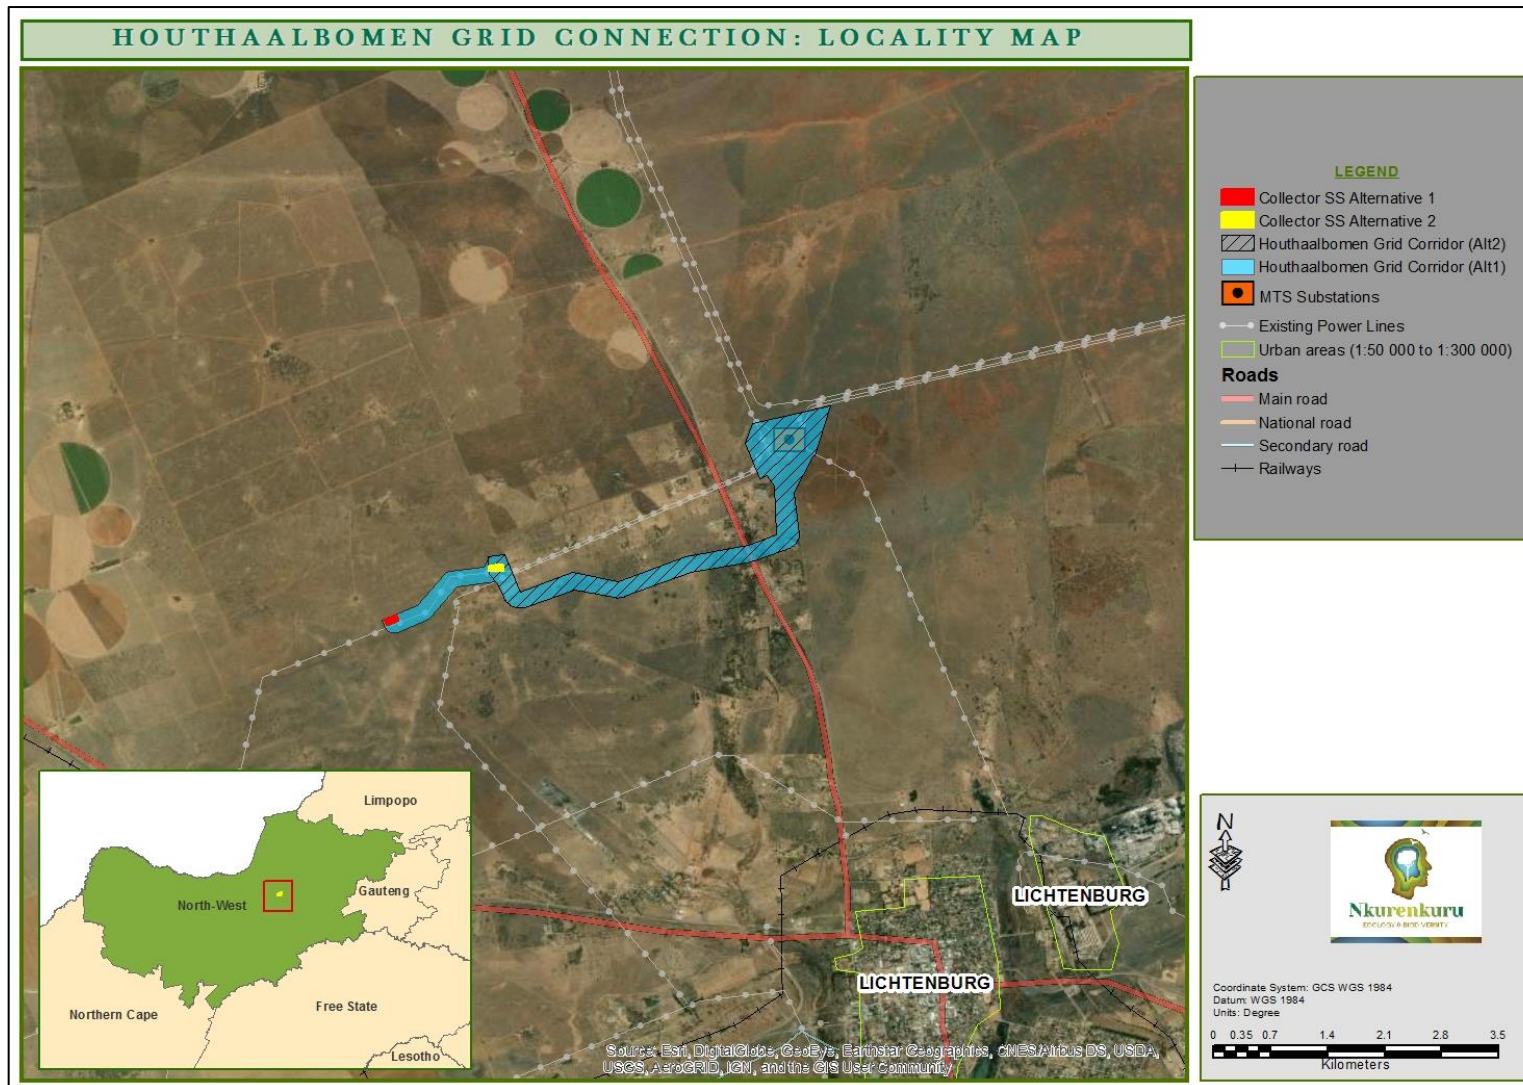 HOUTHAALBOMEN GRID CONNECTION: LOCALITY MAP
LEGEND
Collector SS Alternative 1
Collector SS Alternative 2
Houthaalbomen Grid Corridor (Alt2)
Houthaalbomen Grid Corridor (Alt1)
MTS Substations
Existing Power Lines
Urban areas (1:50 000 to 1:300 000)
Roads
Main road
National road
Secondary road
Railways
Limpopo
North-West
Gauteng
Northern Cape
Free State
Lesotho
LICHTENBURG
LICHTENBURG
Source: Esri, DigitalGlobe, GeoEye, Earthstar Geographics, CNES/Airbus DS, USDA,
USGS, AeroGRID, IGN, and the GIS User Community
N
Nkurenkuru
ECOLOGY & BIODIVERSITY
Coordinate System: GCS WGS 1984
Datum: WGS 1984
Units: Degree
0 0.35 0.7 1.4 2.1 2.8 3.5
Kilometers